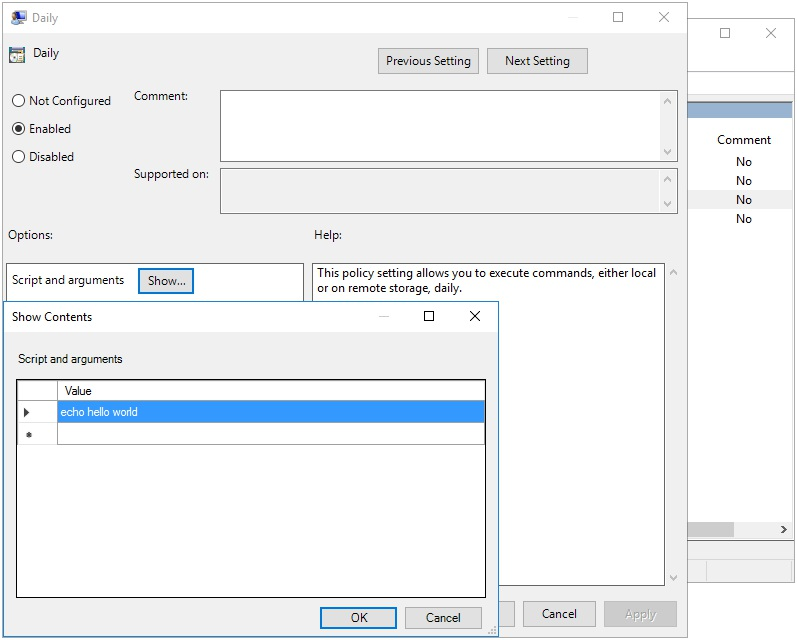 Daily
Daily
Previous Setting
Next Setting
Not Configured
Comment:
Enabled
Disabled
Supported on:
Options:
Help:
Script and arguments
Show...
This policy setting allows you to execute commands, either local
or on remote storage, daily.
Show Contents
Script and arguments
Value
echo hello world
OK
Cancel
Cancel
Apply
Comment
No
No
No
No